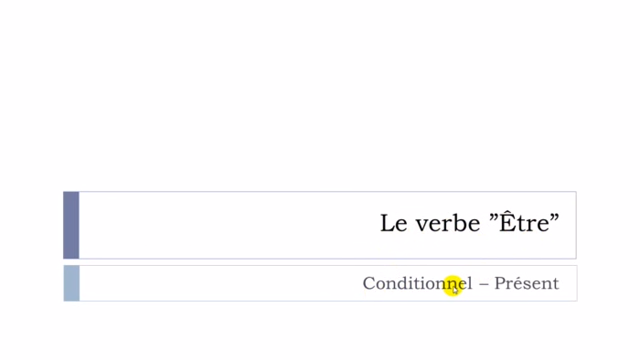 Le verbe ”Être”
Conditionnel – Présent